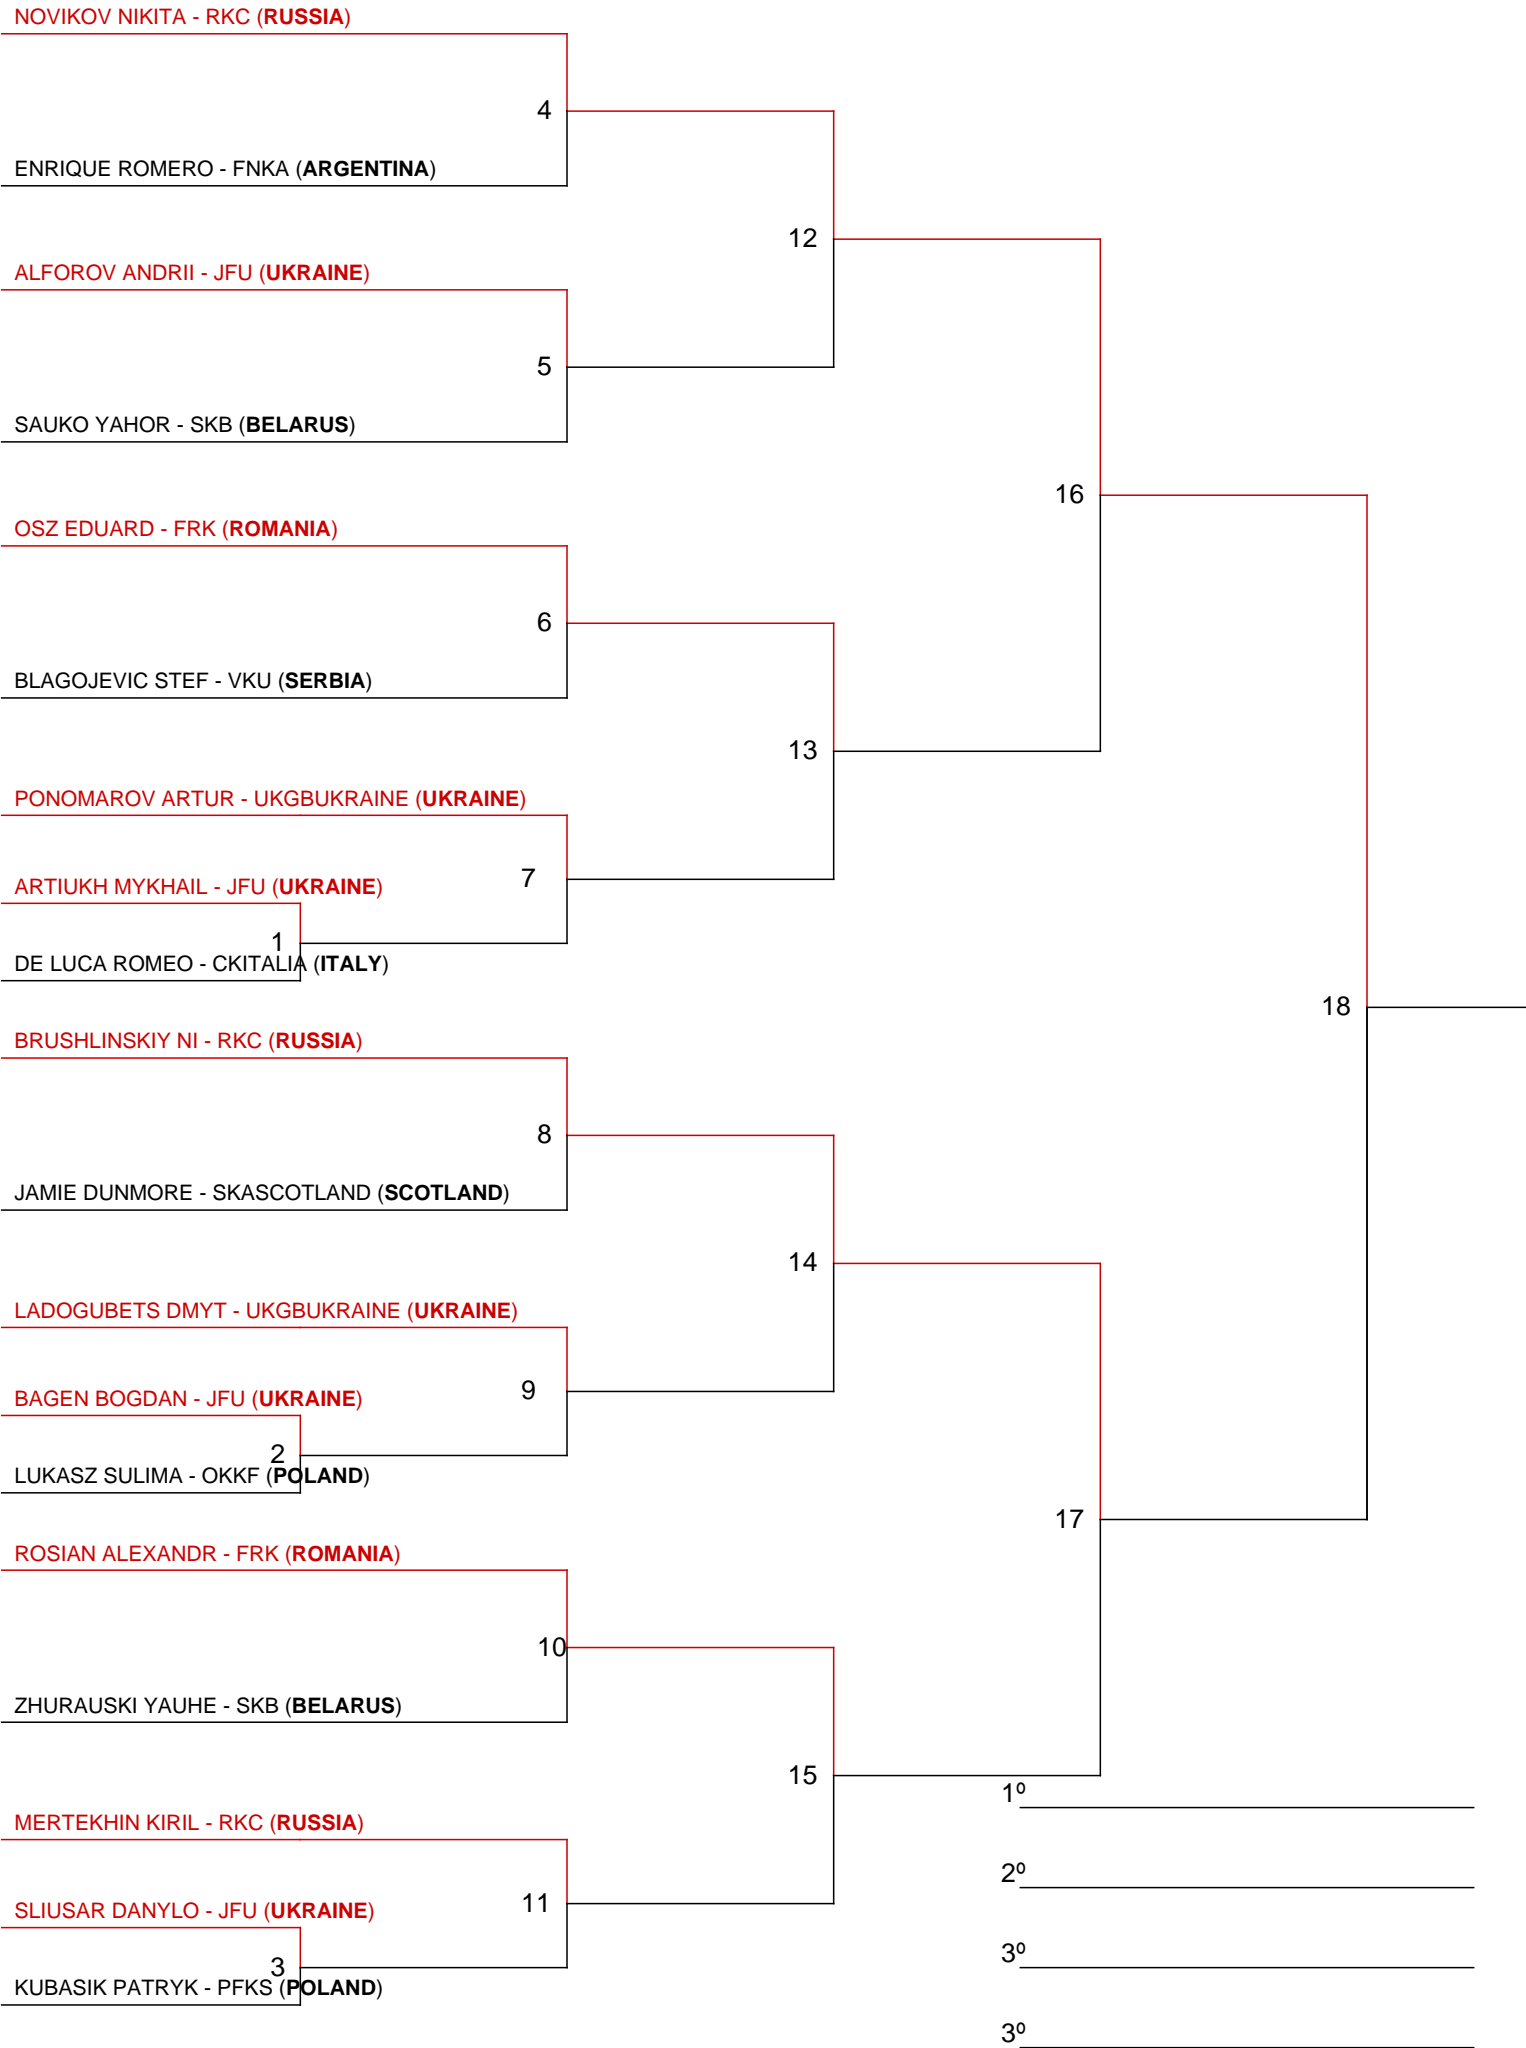 NOVIKOV NIKITA - RKC (RUSSIA)
4
ENRIQUE ROMERO - FNKA (ARGENTINA)
12
ALFOROV ANDRII - JFU (UKRAINE)
5
SAUKO YAHOR - SKB (BELARUS)
16
OSZ EDUARD - FRK (ROMANIA)
6
BLAGOJEVIC STEF - VKU (SERBIA)
13
PONOMAROV ARTUR - UKGBUKRAINE (UKRAINE)
7
ARTIUKH MYKHAIL - JFU (UKRAINE)
1
DE LUCA ROMEO - CKITALIA (ITALY)
18
BRUSHLINSKIY NI - RKC (RUSSIA)
8
JAMIE DUNMORE - SKASCOTLAND (SCOTLAND)
14
LADOGUBETS DMYT - UKGBUKRAINE (UKRAINE)
9
BAGEN BOGDAN - JFU (UKRAINE)
2
LUKASZ SULIMA - OKKF (POLAND)
17
ROSIAN ALEXANDR - FRK (ROMANIA)
10
ZHURAUSKI YAUHE - SKB (BELARUS)
15
1º
MERTEKHIN KIRIL - RKC (RUSSIA)
2º
11
SLIUSAR DANYLO - JFU (UKRAINE)
3º
3
KUBASIK PATRYK - PFKS (POLAND)
3º